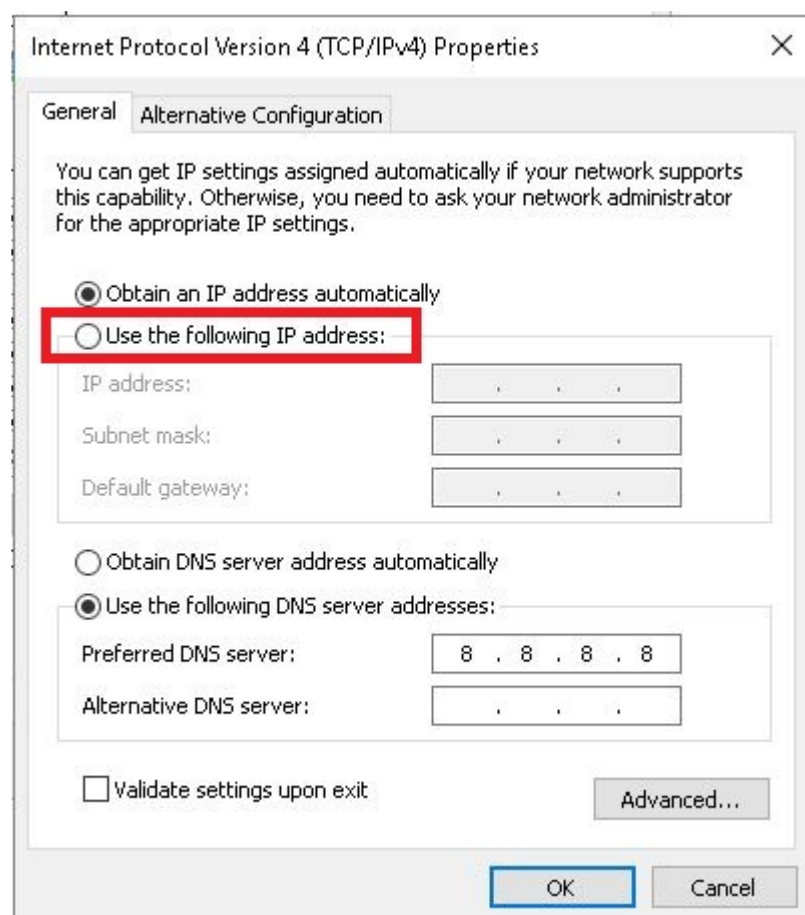 Internet Protocol Version 4 (TCP/IPv4) Properties
General
Alternative Configuration
You can get IP settings assigned automatically if your network supports
this capability. Otherwise, you need to ask your network administrator
for the appropriate IP settings.
Obtain an IP address automatically
Use the following IP address:
IP address:
Subnet mask:
Default gateway:
Obtain DNS server address automatically
Use the following DNS server addresses:
Preferred DNS server: 8 . 8 . 8 . 8
Alternative DNS server:
Validate settings upon exit
Advanced...
OK
Cancel